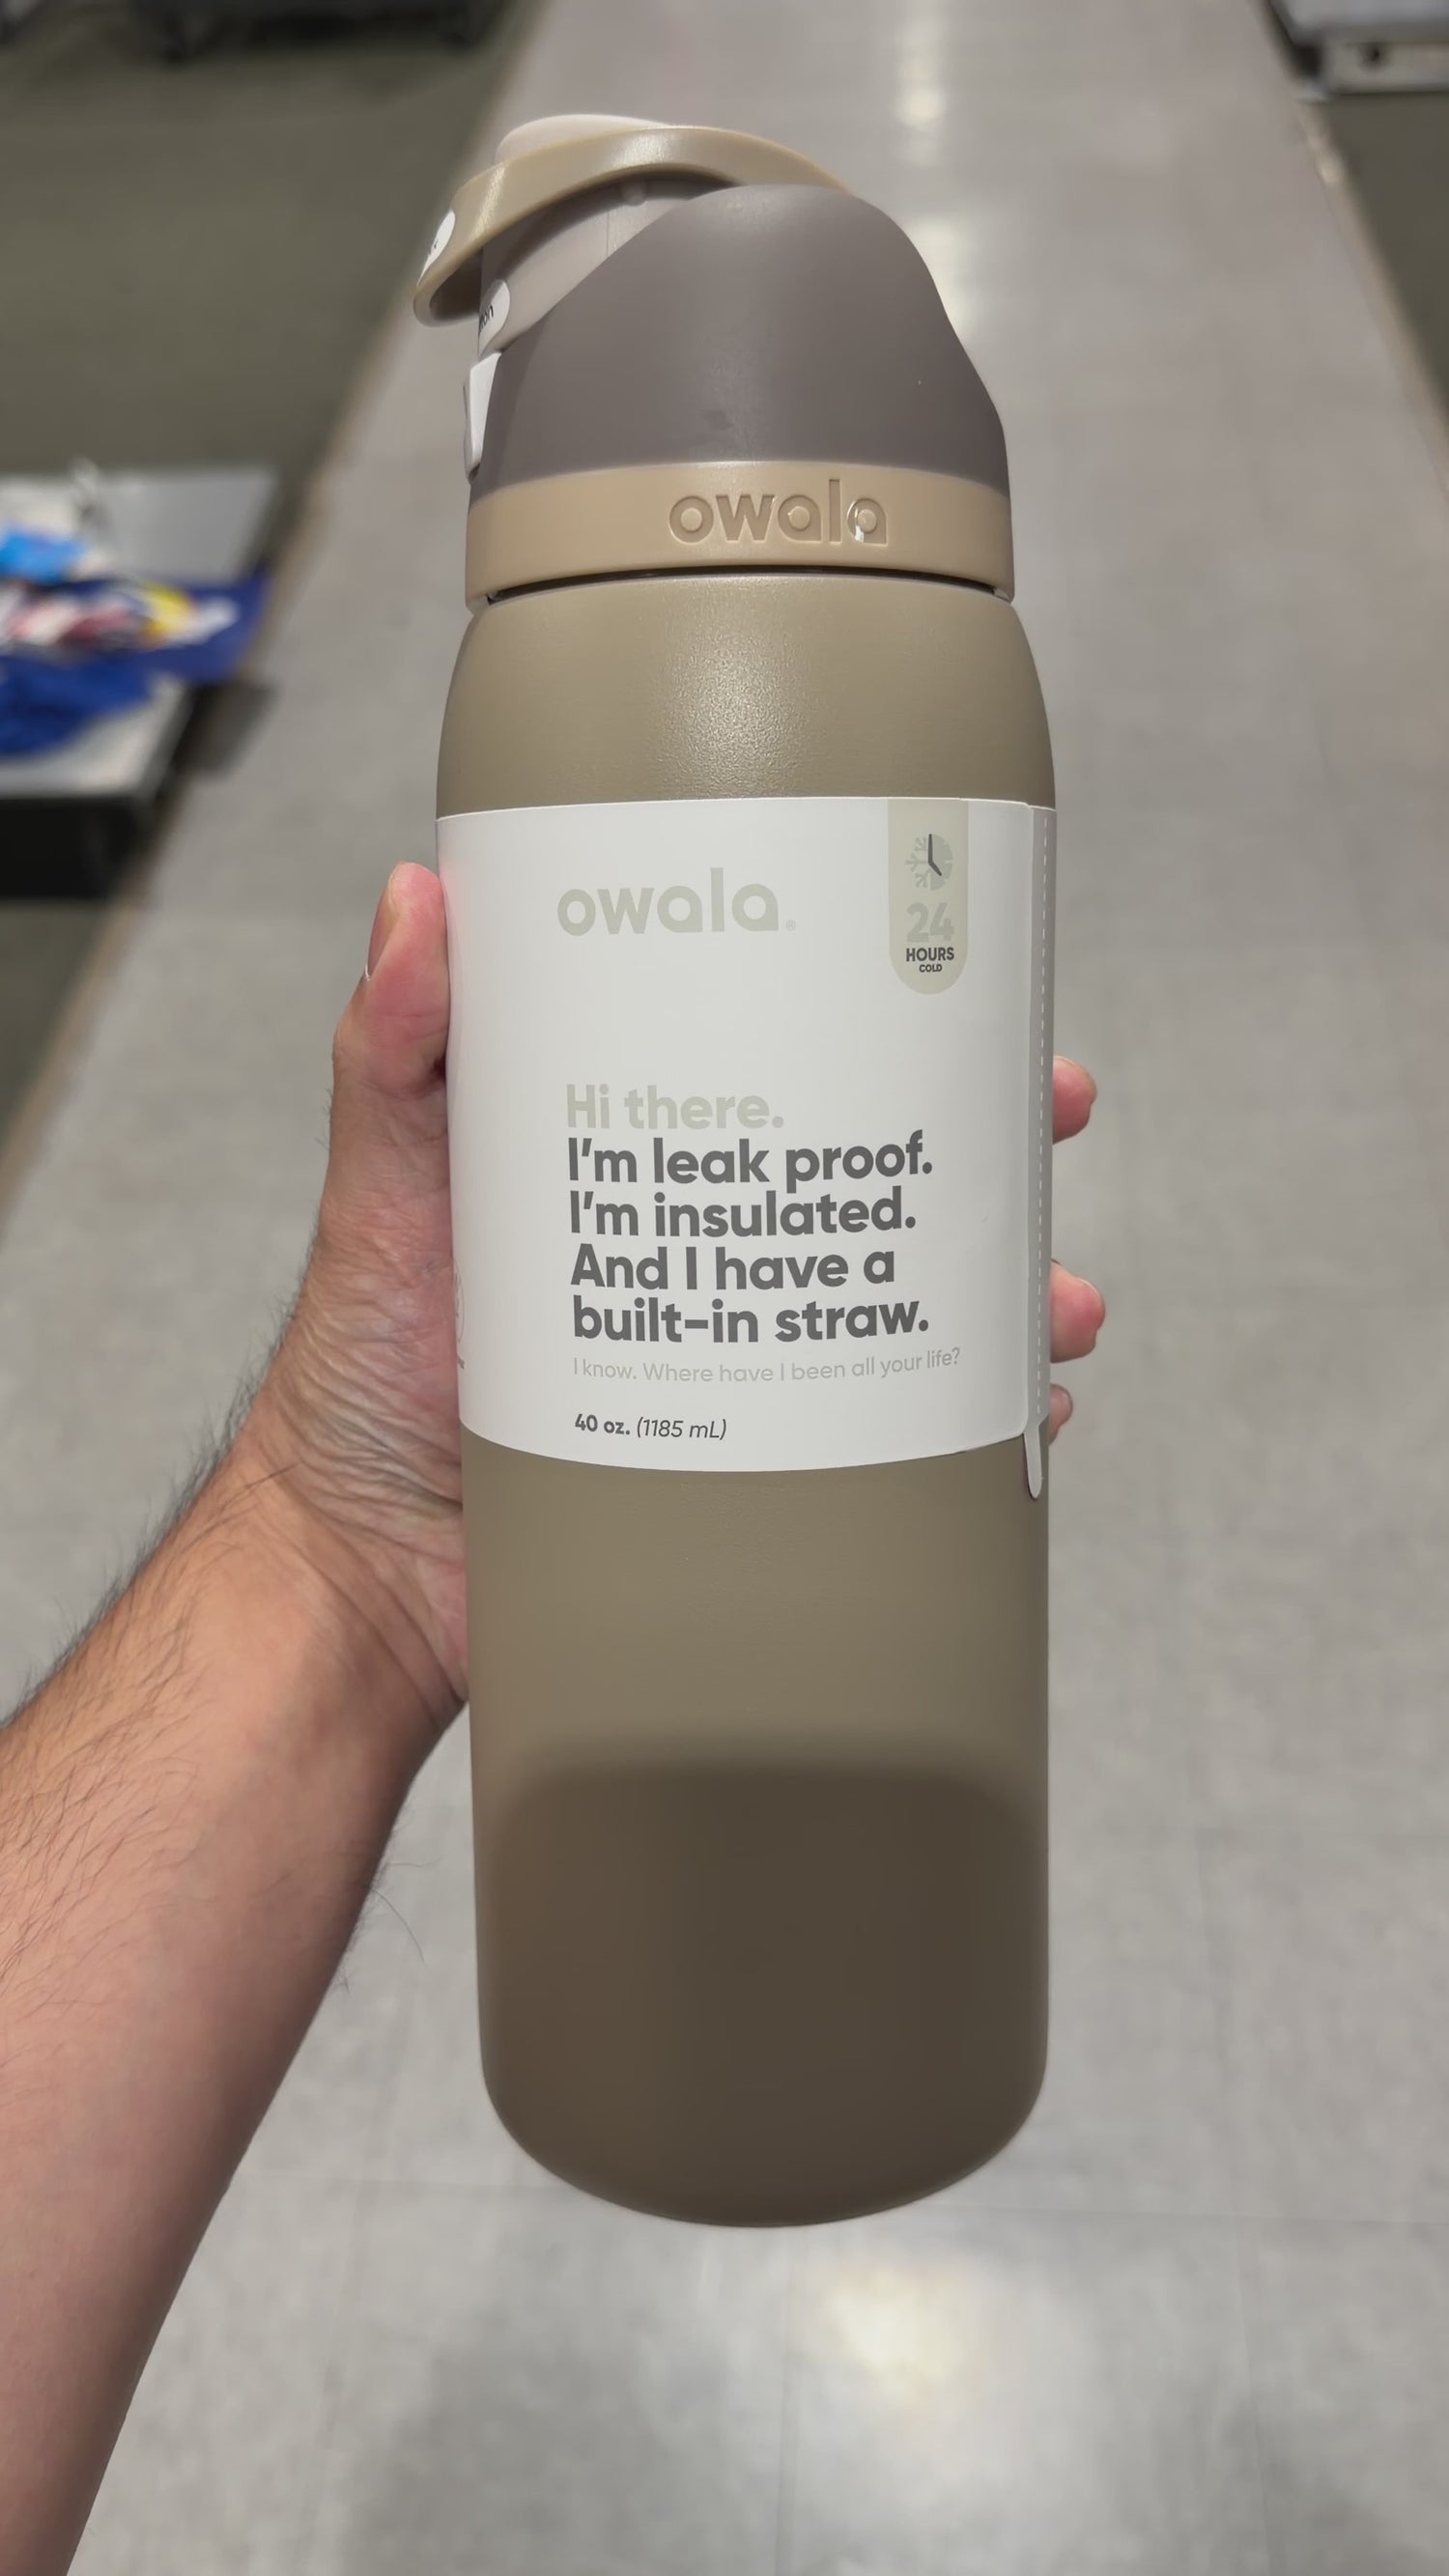 owala
owala®
24
HOURS
COLD
Hi there.
I'm leak proof.
I'm insulated.
And I have a
built-in straw.
I know. Where have I been all your life?
40 oz. (1185 mL)